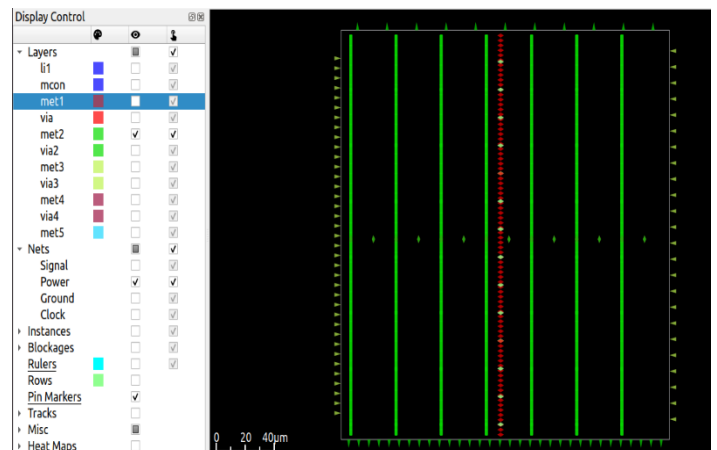 Display Control
Layers
li1
mcon
met1
via
met2
via2
met3
via3
met4
via4
met5
Nets
Signal
Power
Ground
Clock
Instances
Blockages
Rulers
Rows
Pin Markers
Tracks
Misc
Heat Maps
0 20 40μm